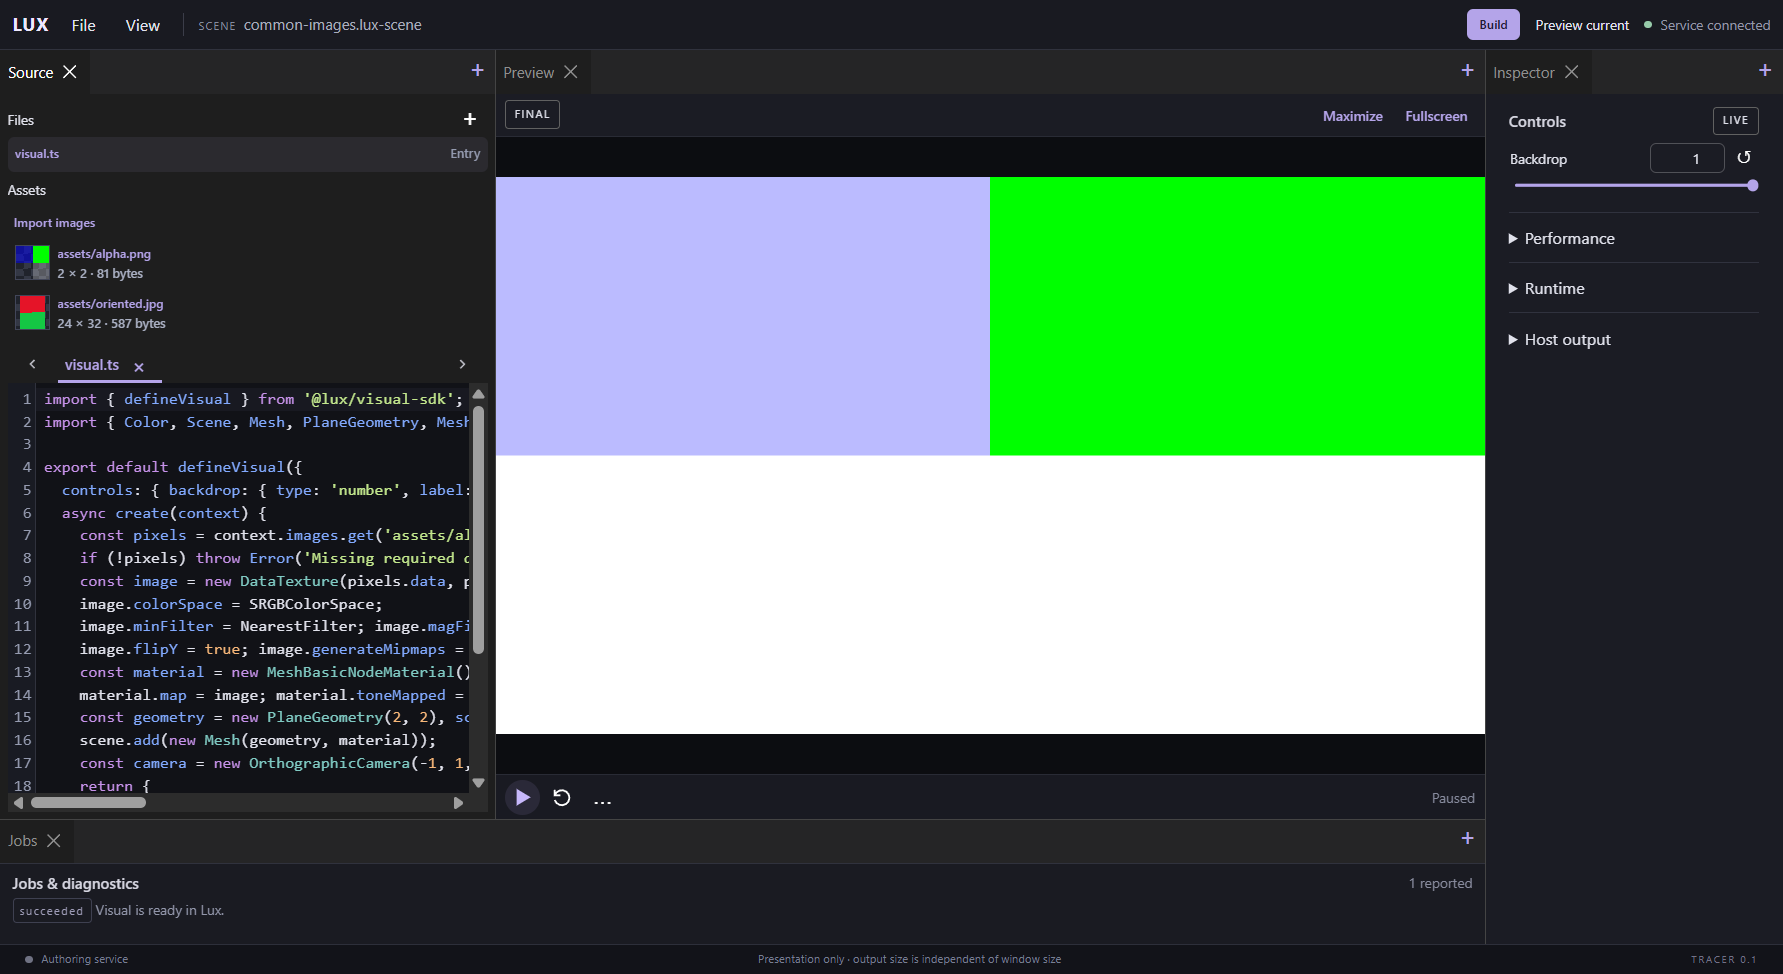 LUX File View SCENE common-images.lux-scene Build Preview current Service connected
Source
Files
visual.ts Entry
Assets
Import images
assets/alpha.png
2 × 2 · 81 bytes
assets/oriented.jpg
24 × 32 · 587 bytes
visual.ts
1 import { defineVisual } from '@lux/visual-sdk';
2 import { Color, Scene, Mesh, PlaneGeometry, Mesh
3
4 export default defineVisual({
5 controls: { backdrop: { type: 'number', label:
6 async create(context) {
7 const pixels = context.images.get('assets/al
8 if (!pixels) throw Error('Missing required
9 const image = new DataTexture(pixels.data, p
10 image.colorSpace = SRGBColorSpace;
11 image.minFilter = NearestFilter; image.magFi
12 image.flipY = true; image.generateMipmaps =
13 const material = new MeshBasicNodeMaterial()
14 material.map = image; material.toneMapped =
15 const geometry = new PlaneGeometry(2, 2), sc
16 scene.add(new Mesh(geometry, material));
17 const camera = new OrthographicCamera(-1, 1,
18 return {
Preview
FINAL Maximize Fullscreen
... Paused
Inspector
Controls LIVE
Backdrop 1
Performance
Runtime
Host output
Jobs
Jobs & diagnostics 1 reported
succeeded Visual is ready in Lux.
Authoring service Presentation only · output size is independent of window size TRACER 0.1